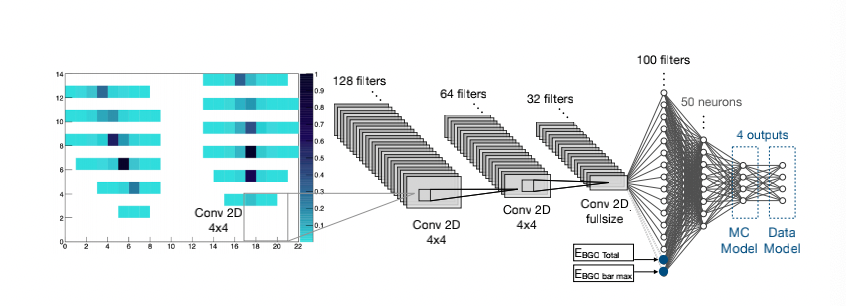 100 filters
128 filters
64 filters
32 filters
50 neurons
4 outputs
14
12
10
8
6
4
2
0
0 2 4 6 8 10 12 14 16 18 20 22
1
0.9
0.8
0.7
0.6
0.5
0.4
0.3
0.2
0.1
Conv 2D
4x4
Conv 2D
4x4
Conv 2D
4x4
Conv 2D
fullsize
MC
Model
Data
Model
EBGO Total
EBGO bar max